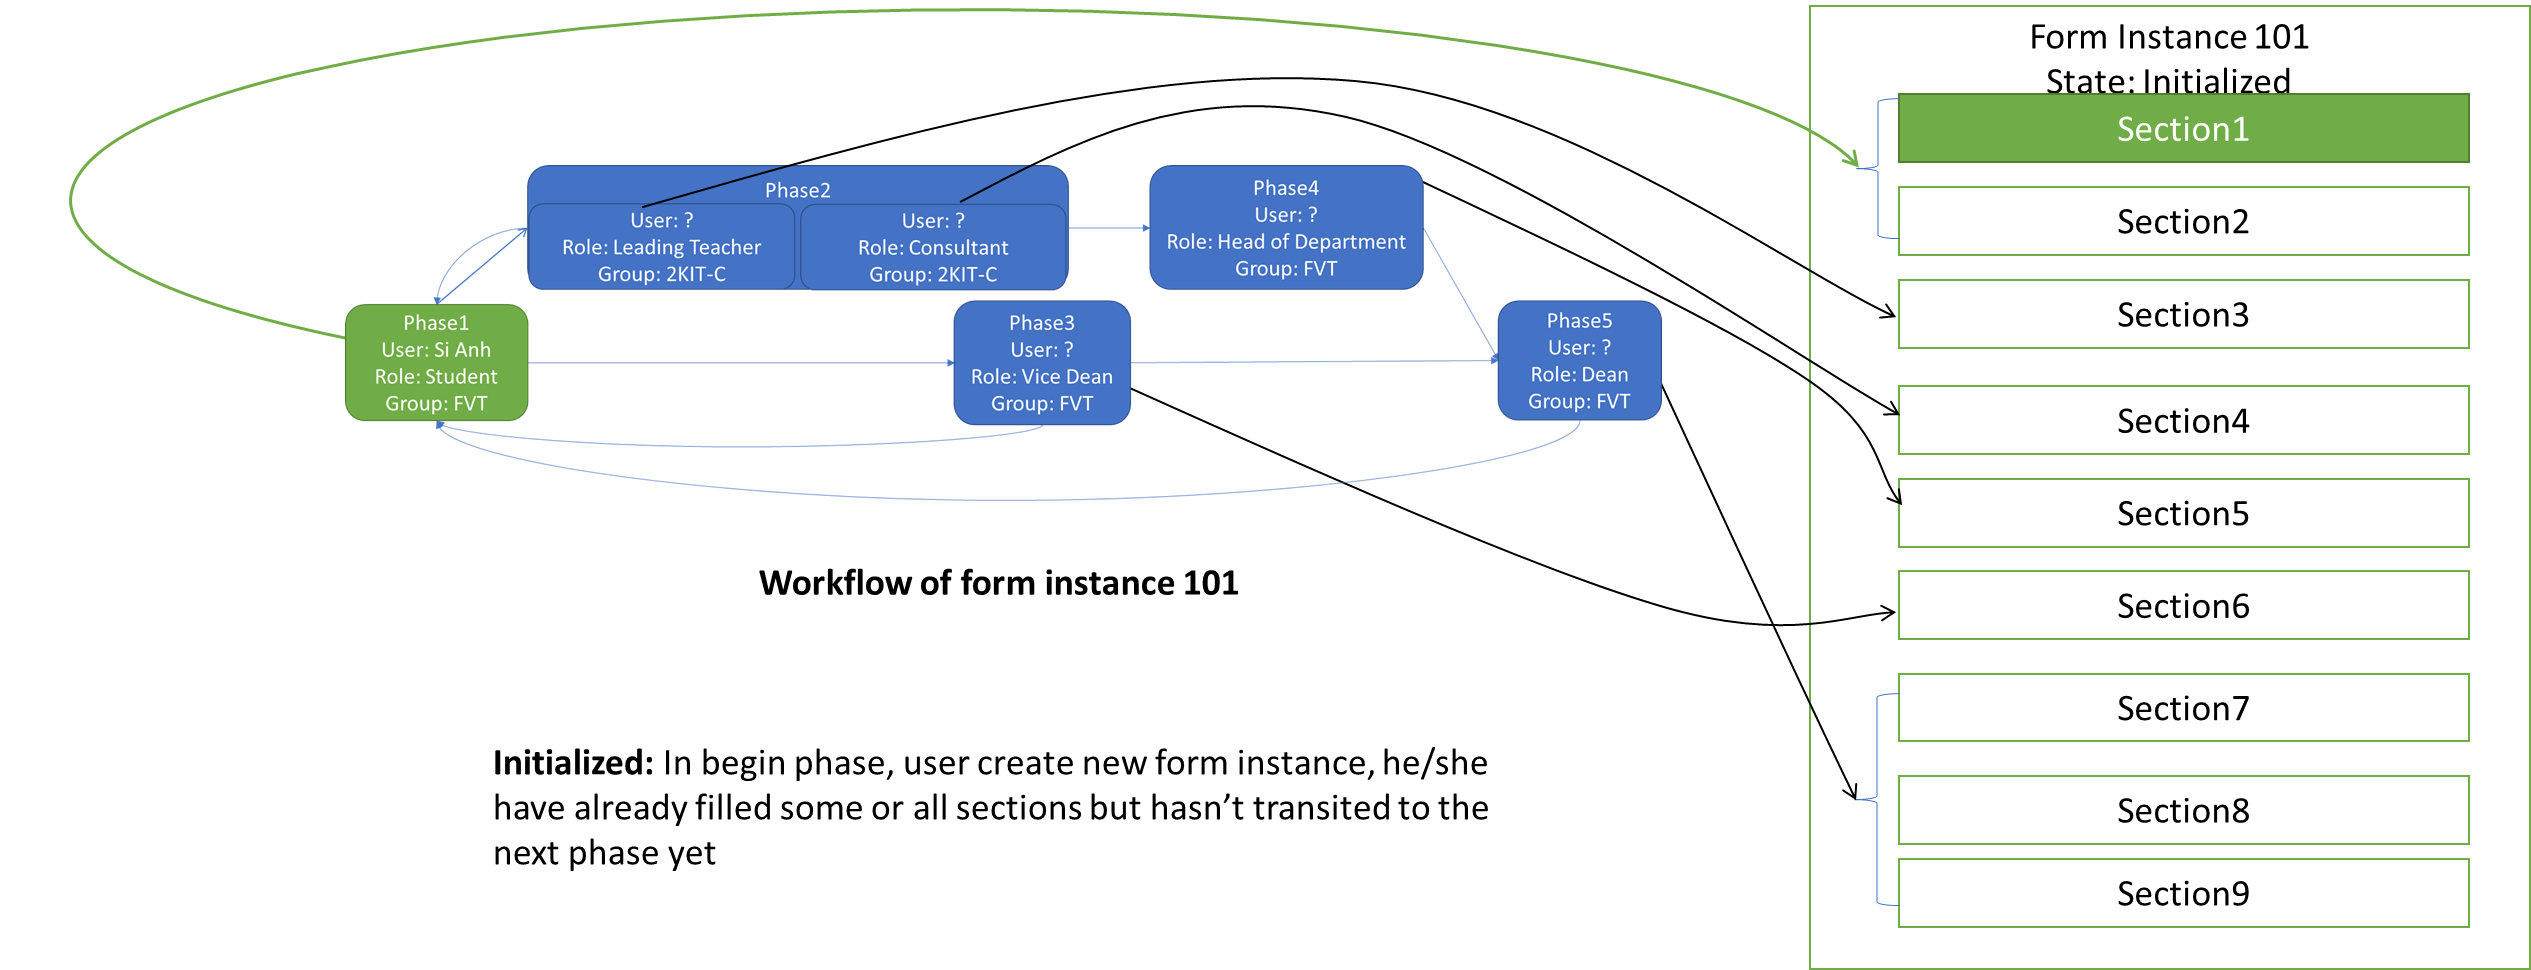 Form Instance 101
State: Initialized
Section1
Section2
Section3
Section4
Section5
Section6
Section7
Section8
Section9
Phase2
User: ?
Role: Leading Teacher
Group: 2KIT-C
User: ?
Role: Consultant
Group: 2KIT-C
Phase4
User: ?
Role: Head of Department
Group: FVT
Phase1
User: Si Anh
Role: Student
Group: FVT
Phase3
User: ?
Role: Vice Dean
Group: FVT
Phase5
User: ?
Role: Dean
Group: FVT
Workflow of form instance 101
Initialized: In begin phase, user create new form instance, he/she
have already filled some or all sections but hasn’t transited to the
next phase yet